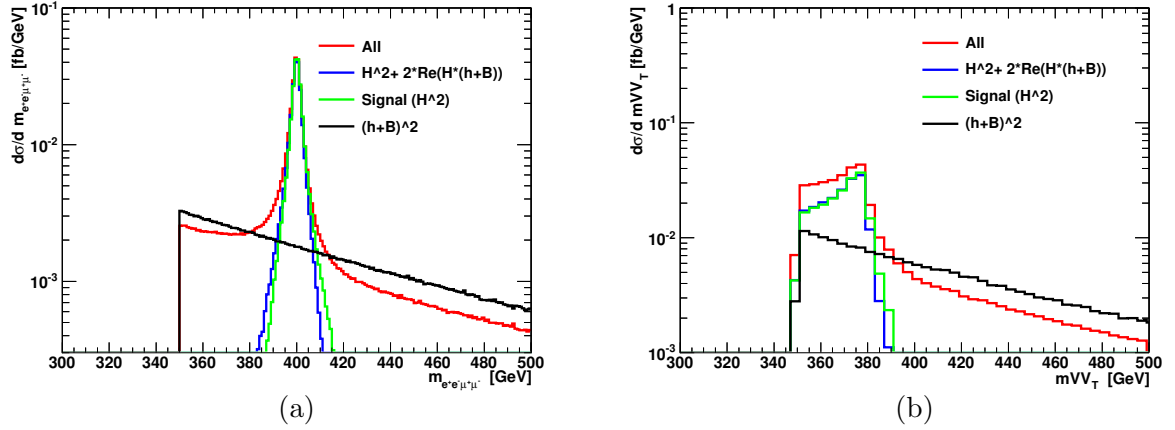 dσ/d m_e⁺e⁻μ⁺μ⁻ [fb/GeV]
10⁻¹
10⁻²
10⁻³
All
H^2+ 2*Re(H*(h+B))
Signal (H^2)
(h+B)^2
300 320 340 360 380 400 420 440 460 480 500
m_e⁺e⁻μ⁺μ⁻ [GeV]
(a)
dσ/d mVV_T [fb/GeV]
1
10⁻¹
10⁻²
10⁻³
All
H^2+ 2*Re(H*(h+B))
Signal (H^2)
(h+B)^2
300 320 340 360 380 400 420 440 460 480 500
mVV_T [GeV]
(b)